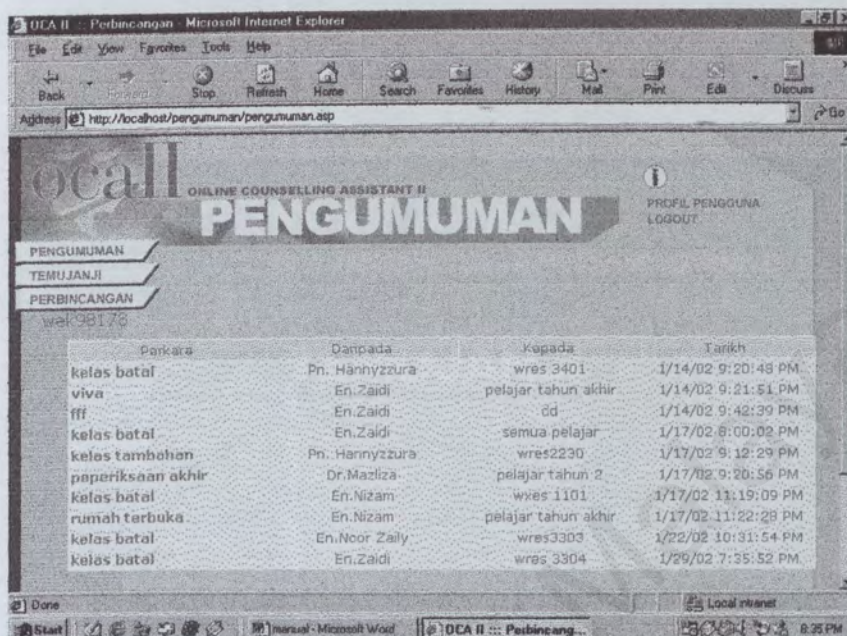 OCA II ::: Perbincangan - Microsoft Internet Explorer
File Edit View Favorites Tools Help
Back Forward Stop Refresh Home Search Favorites History Mail Print Edit Discuss
Address http://localhost/pengumuman/pengumuman.asp Go
ocaII ONLINE COUNSELLING ASSISTANT II
PENGUMUMAN
PROFIL PENGGUNA
LOGOUT
PENGUMUMAN
TEMUJANJI
PERBINCANGAN
wek98178
Perkara Daripada Kepada Tarikh
kelas batal Pn. Hannyzzura wres 3401 1/14/02 9:20:48 PM
viva En.Zaidi pelajar tahun akhir 1/14/02 9:21:51 PM
fff En.Zaidi dd 1/14/02 9:42:39 PM
kelas batal En.Zaidi semua pelajar 1/17/02 8:00:02 PM
kelas tambahan Pn. Hannyzzura wres2230 1/17/02 9:12:29 PM
peperiksaan akhir Dr.Mazliza pelajar tahun 2 1/17/02 9:20:56 PM
kelas batal En.Nizam wxes 1101 1/17/02 11:19:09 PM
rumah terbuka En.Nizam pelajar tahun akhir 1/17/02 11:22:28 PM
kelas batal En.Noor Zaily wres3303 1/22/02 10:31:54 PM
kelas batal En.Zaidi wres 3304 1/29/02 7:35:52 PM
Done Local intranet
Start manual - Microsoft Word OCA II ::: Perbincang... 8:35 PM